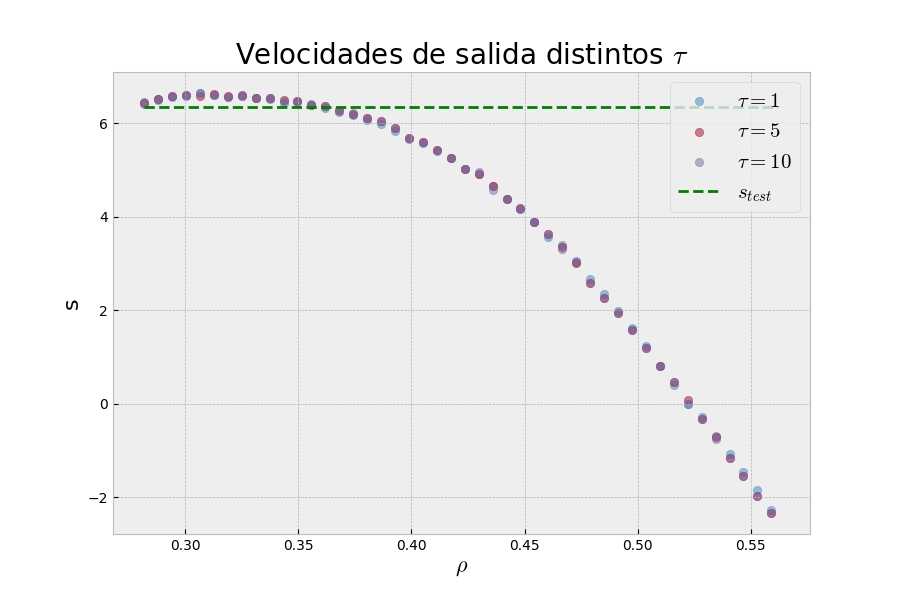 Velocidades de salida distintos τ
τ = 1
τ = 5
τ = 10
s_test
6
4
2
0
−2
s
0.30 0.35 0.40 0.45 0.50 0.55
ρ